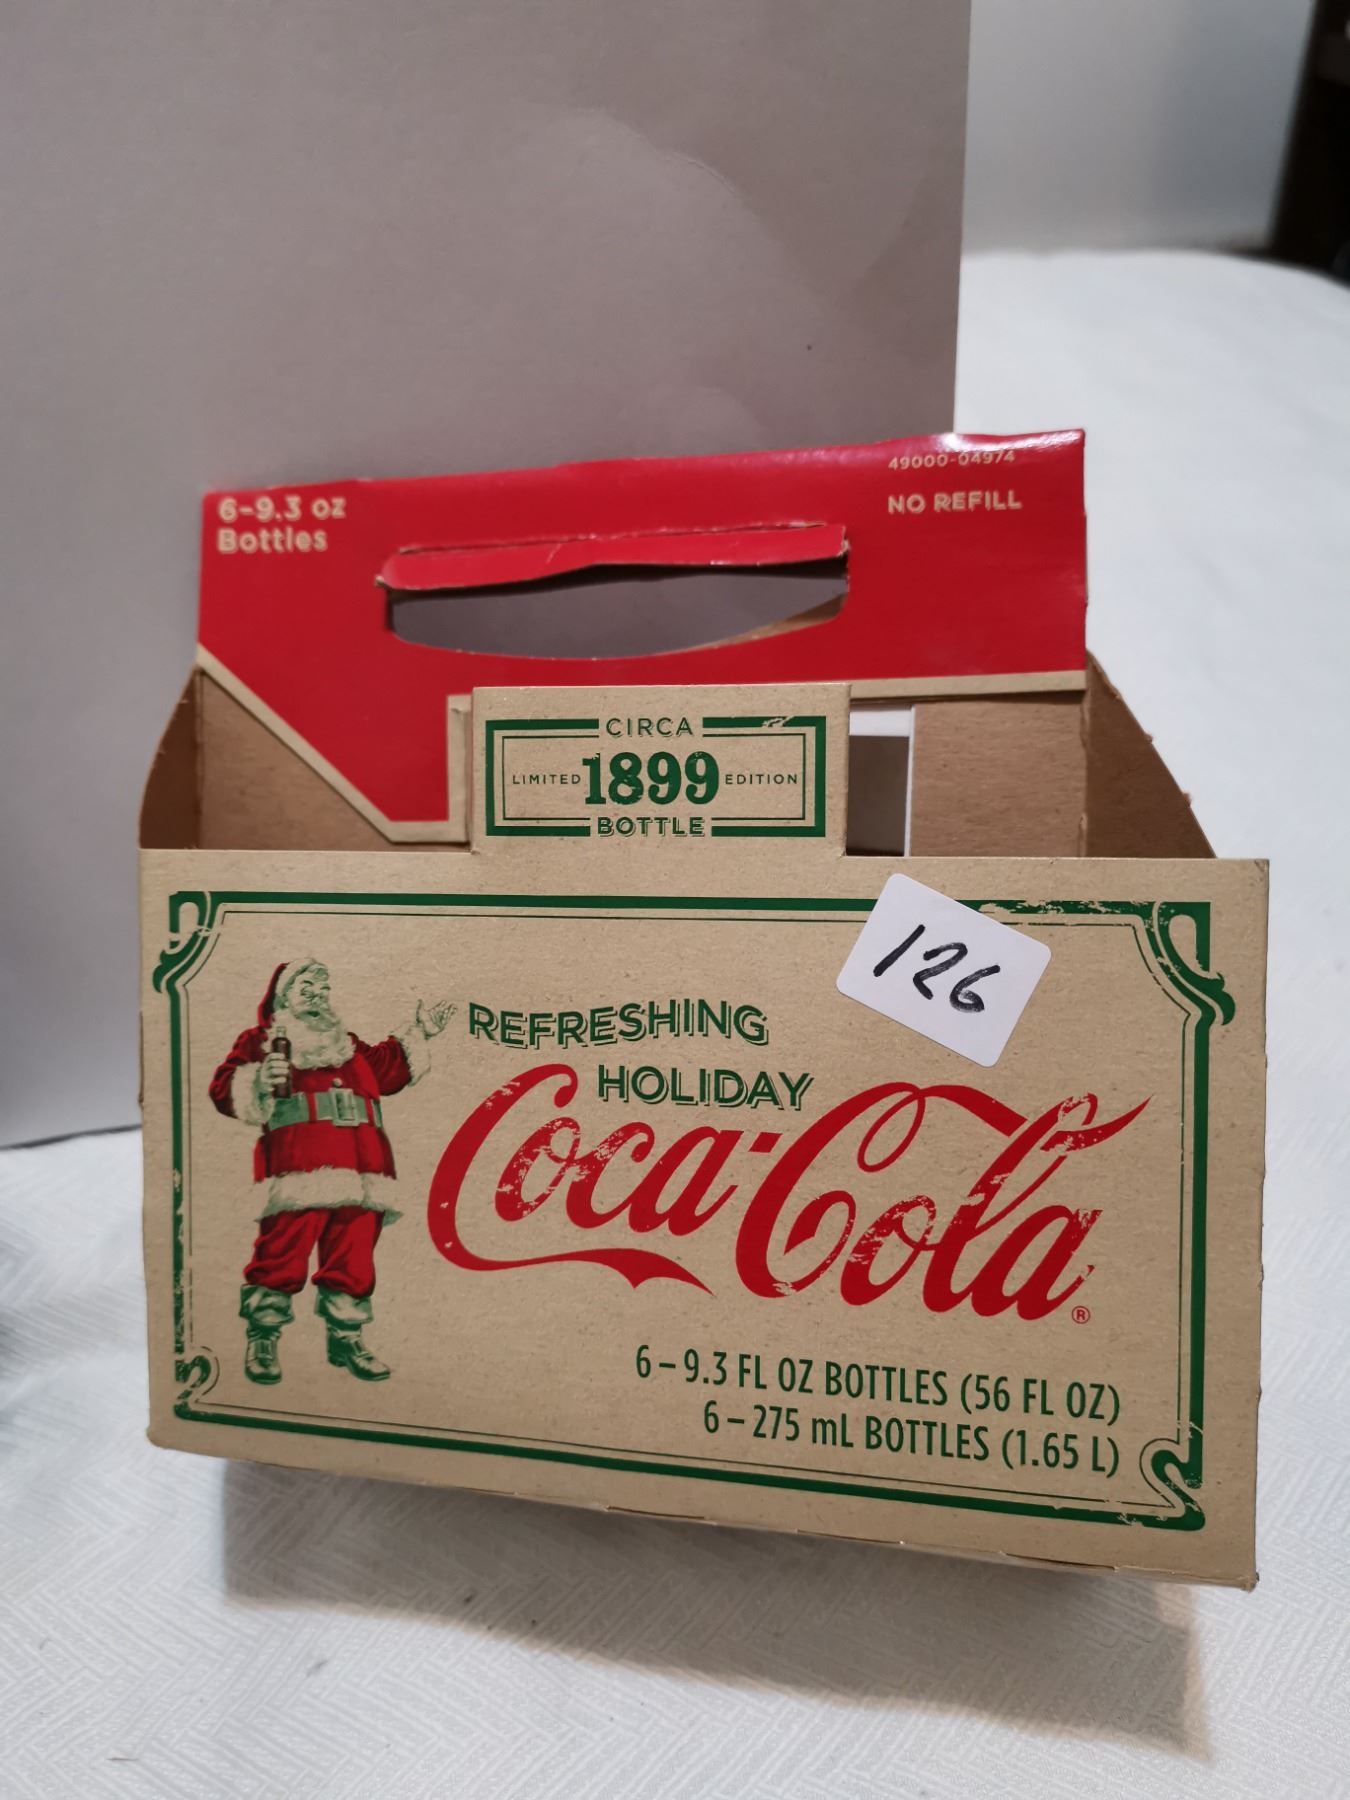 6-9.3 oz
Bottles
49000-04974
NO REFILL
CIRCA
LIMITED 1899 EDITION
BOTTLE
126
REFRESHING
HOLIDAY
Coca-Cola®
6 – 9.3 FL OZ BOTTLES (56 FL OZ)
6 – 275 mL BOTTLES (1.65 L)